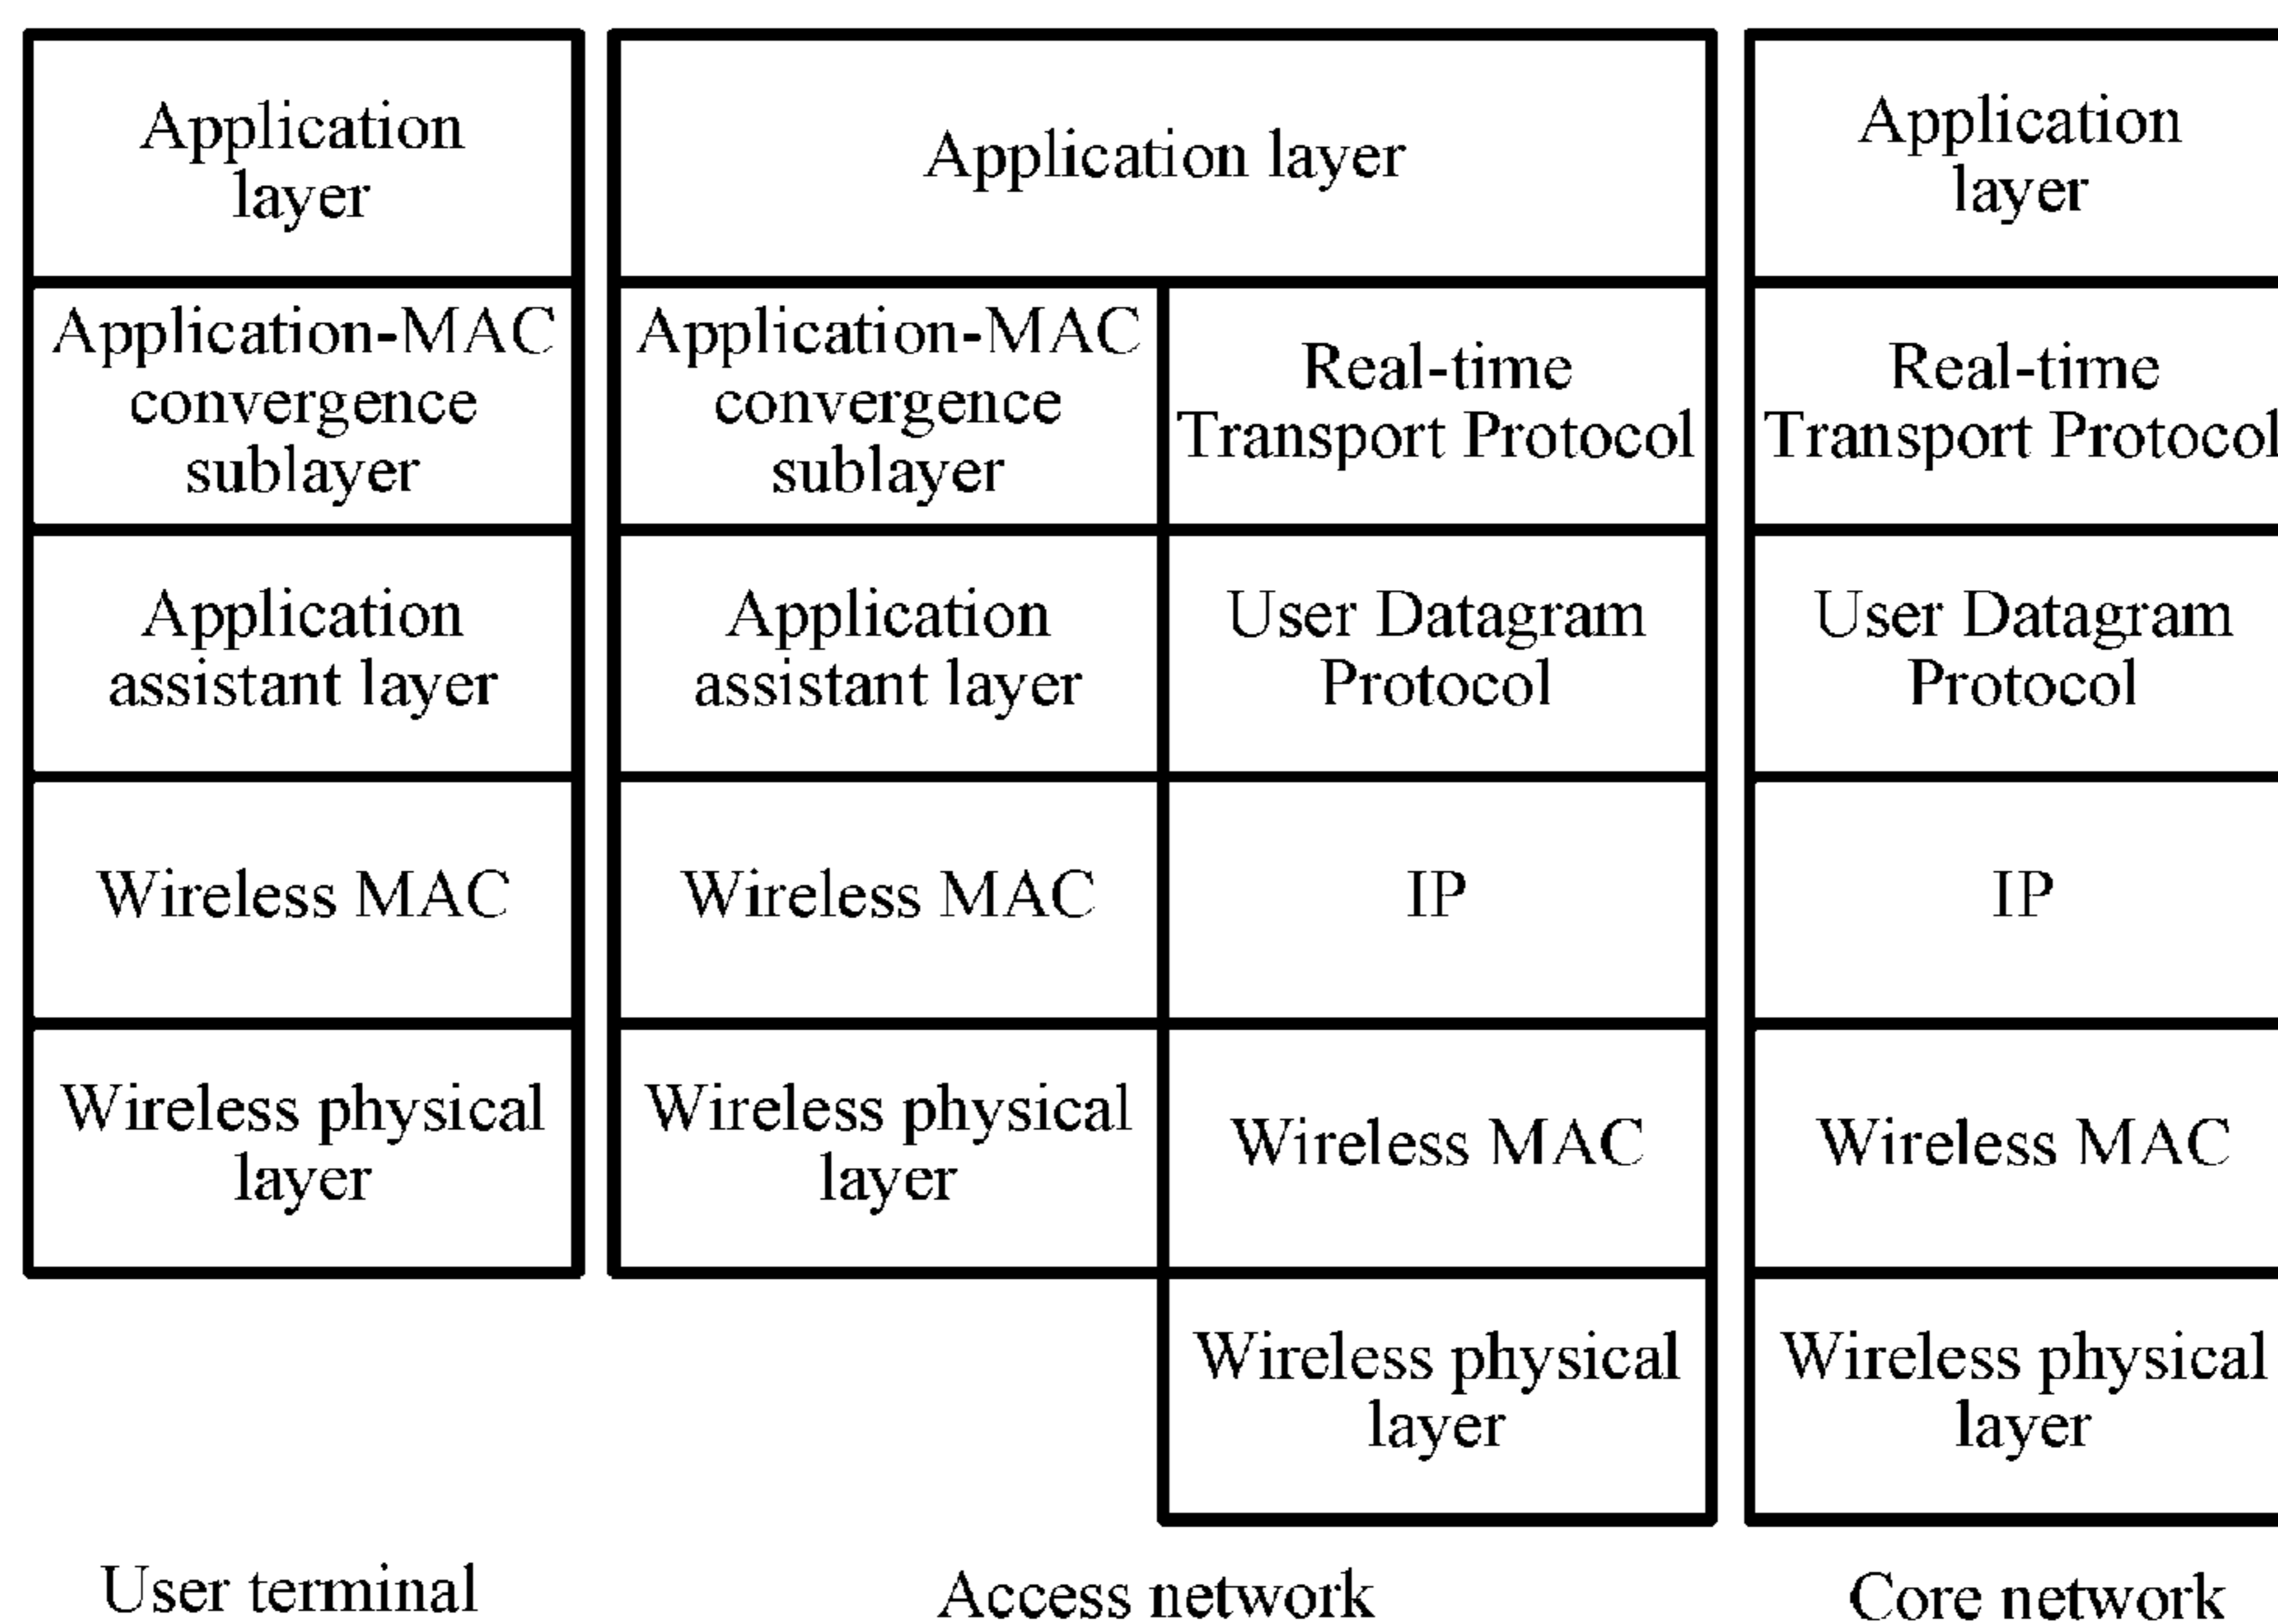 Application
layer
Application layer
Application
layer
Application-MAC
convergence
sublayer
Application-MAC
convergence
sublayer
Real-time
Transport Protocol
Real-time
Transport Protocol
Application
assistant layer
Application
assistant layer
User Datagram
Protocol
User Datagram
Protocol
Wireless MAC
Wireless MAC
IP
IP
Wireless physical
layer
Wireless physical
layer
Wireless MAC
Wireless MAC
Wireless physical
layer
Wireless physical
layer
User terminal
Access network
Core network